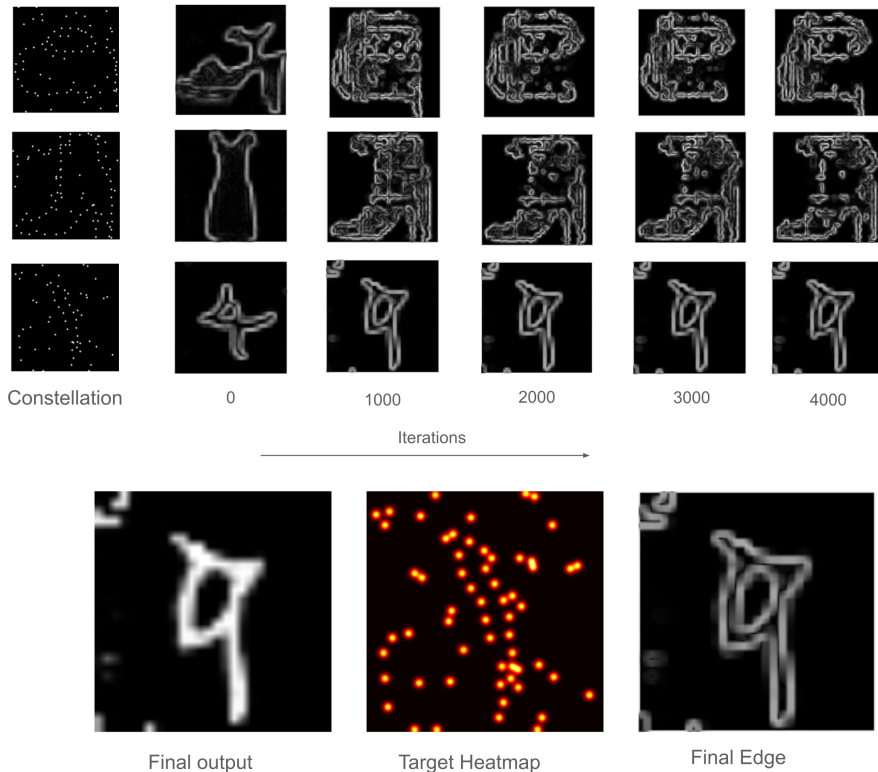 Constellation
0
1000
2000
3000
4000
Iterations
Final output
Target Heatmap
Final Edge